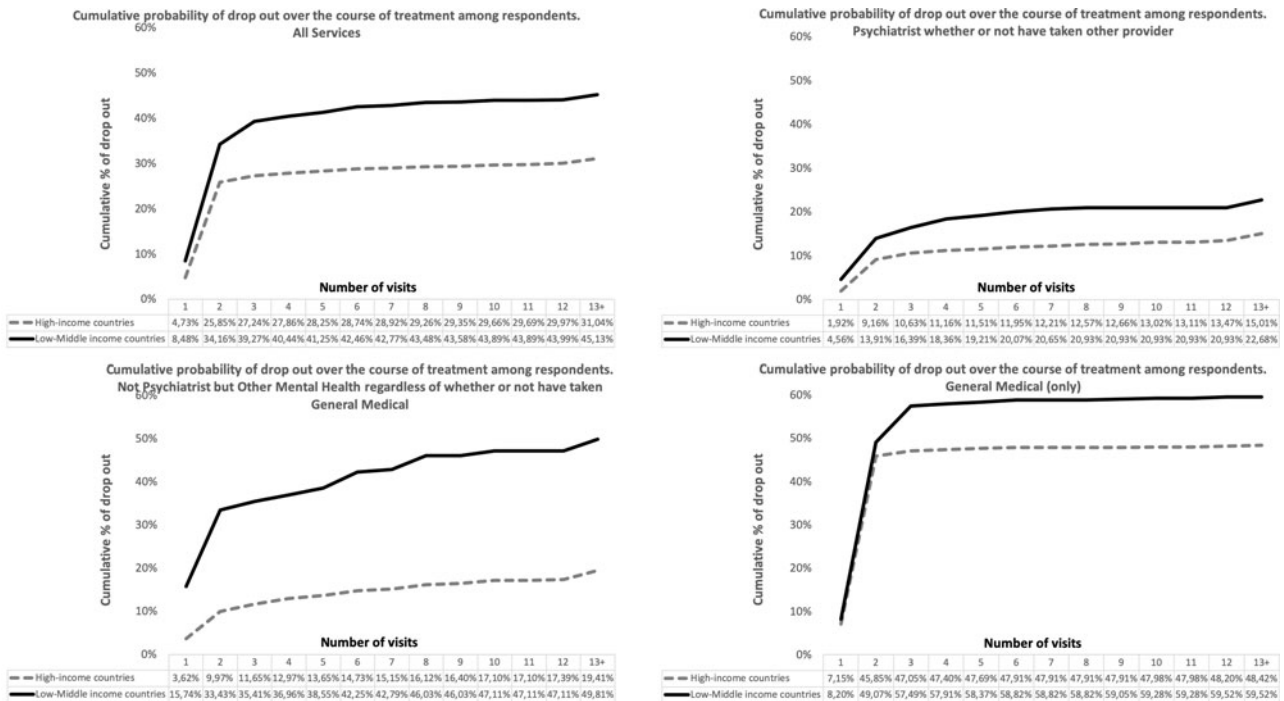 Cumulative probability of drop out over the course of treatment among respondents.
All Services
60%
50%
40%
30%
20%
10%
0%
Cumulative % of drop out
Number of visits
1 2 3 4 5 6 7 8 9 10 11 12 13+
High-income countries 4,73% 25,85% 27,24% 27,86% 28,25% 28,74% 28,92% 29,26% 29,35% 29,66% 29,69% 29,97% 31,04%
Low-Middle income countries 8,48% 34,16% 39,27% 40,44% 41,25% 42,46% 42,77% 43,48% 43,58% 43,89% 43,89% 43,99% 45,13%
Cumulative probability of drop out over the course of treatment among respondents.
Psychiatrist whether or not have taken other provider
60%
50%
40%
30%
20%
10%
0%
Cumulative % of drop out
Number of visits
1 2 3 4 5 6 7 8 9 10 11 12 13+
High-income countries 1,92% 9,16% 10,63% 11,16% 11,51% 11,95% 12,21% 12,57% 12,66% 13,02% 13,11% 13,47% 15,01%
Low-Middle income countries 4,56% 13,91% 16,39% 18,36% 19,21% 20,07% 20,65% 20,93% 20,93% 20,93% 20,93% 20,93% 22,68%
Cumulative probability of drop out over the course of treatment among respondents.
Not Psychiatrist but Other Mental Health regardless of whether or not have taken
General Medical
60%
50%
40%
30%
20%
10%
0%
Cumulative % of drop out
Number of visits
1 2 3 4 5 6 7 8 9 10 11 12 13+
High-income countries 3,62% 9,97% 11,65% 12,97% 13,65% 14,73% 15,15% 16,12% 16,40% 17,10% 17,10% 17,39% 19,41%
Low-Middle income countries 15,74% 33,43% 35,41% 36,96% 38,55% 42,25% 42,79% 46,03% 46,03% 47,11% 47,11% 47,11% 49,81%
Cumulative probability of drop out over the course of treatment among respondents.
General Medical (only)
60%
50%
40%
30%
20%
10%
0%
Cumulative % of drop out
Number of visits
1 2 3 4 5 6 7 8 9 10 11 12 13+
High-income countries 7,15% 45,85% 47,05% 47,40% 47,69% 47,91% 47,91% 47,91% 47,91% 47,98% 47,98% 48,20% 48,42%
Low-Middle income countries 8,20% 49,07% 57,49% 57,91% 58,37% 58,82% 58,82% 58,82% 59,05% 59,28% 59,28% 59,52% 59,52%